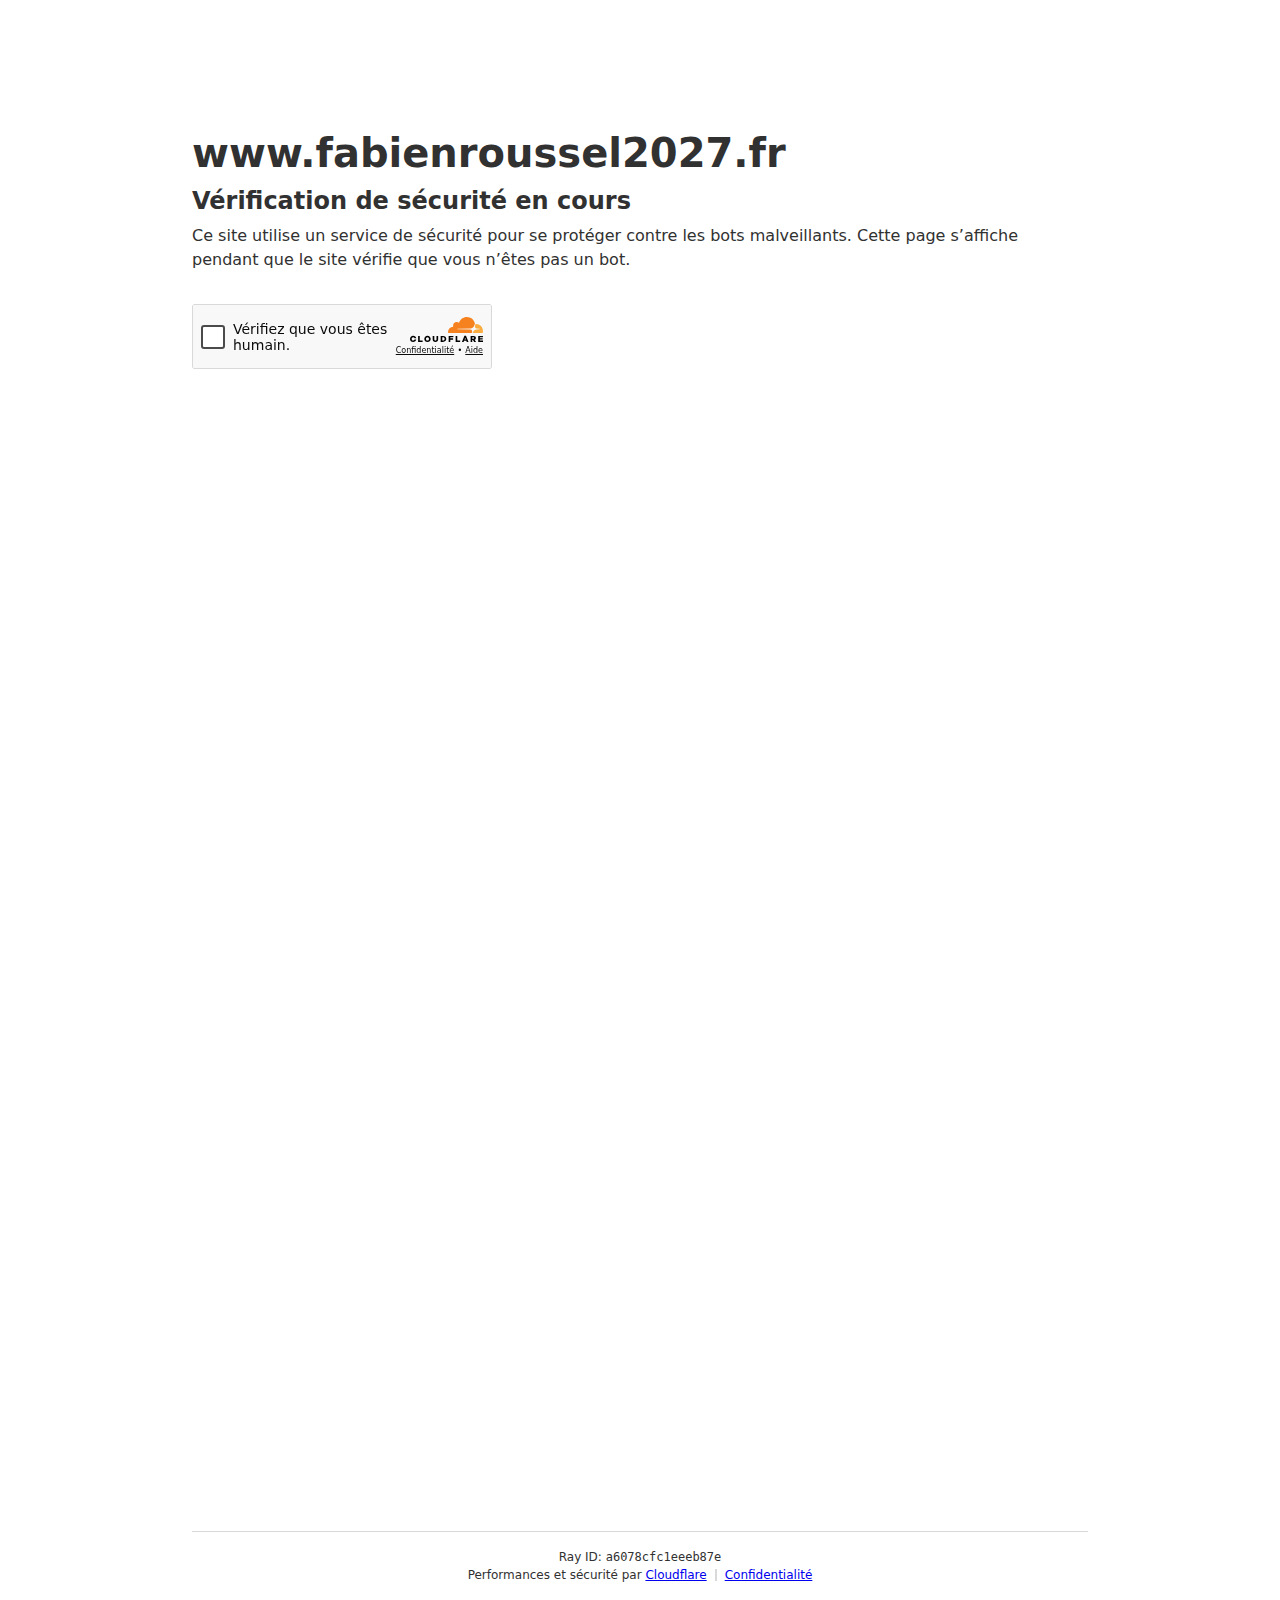 www.fabienroussel2027.fr
Vérification de sécurité en cours
Ce site utilise un service de sécurité pour se protéger contre les bots malveillants. Cette page s’affiche
pendant que le site vérifie que vous n’êtes pas un bot.
Vérifiez que vous êtes
humain.
CLOUDFLARE
Confidentialité • Aide
Ray ID: a6078cfc1eeeb87e
Performances et sécurité par Cloudflare | Confidentialité